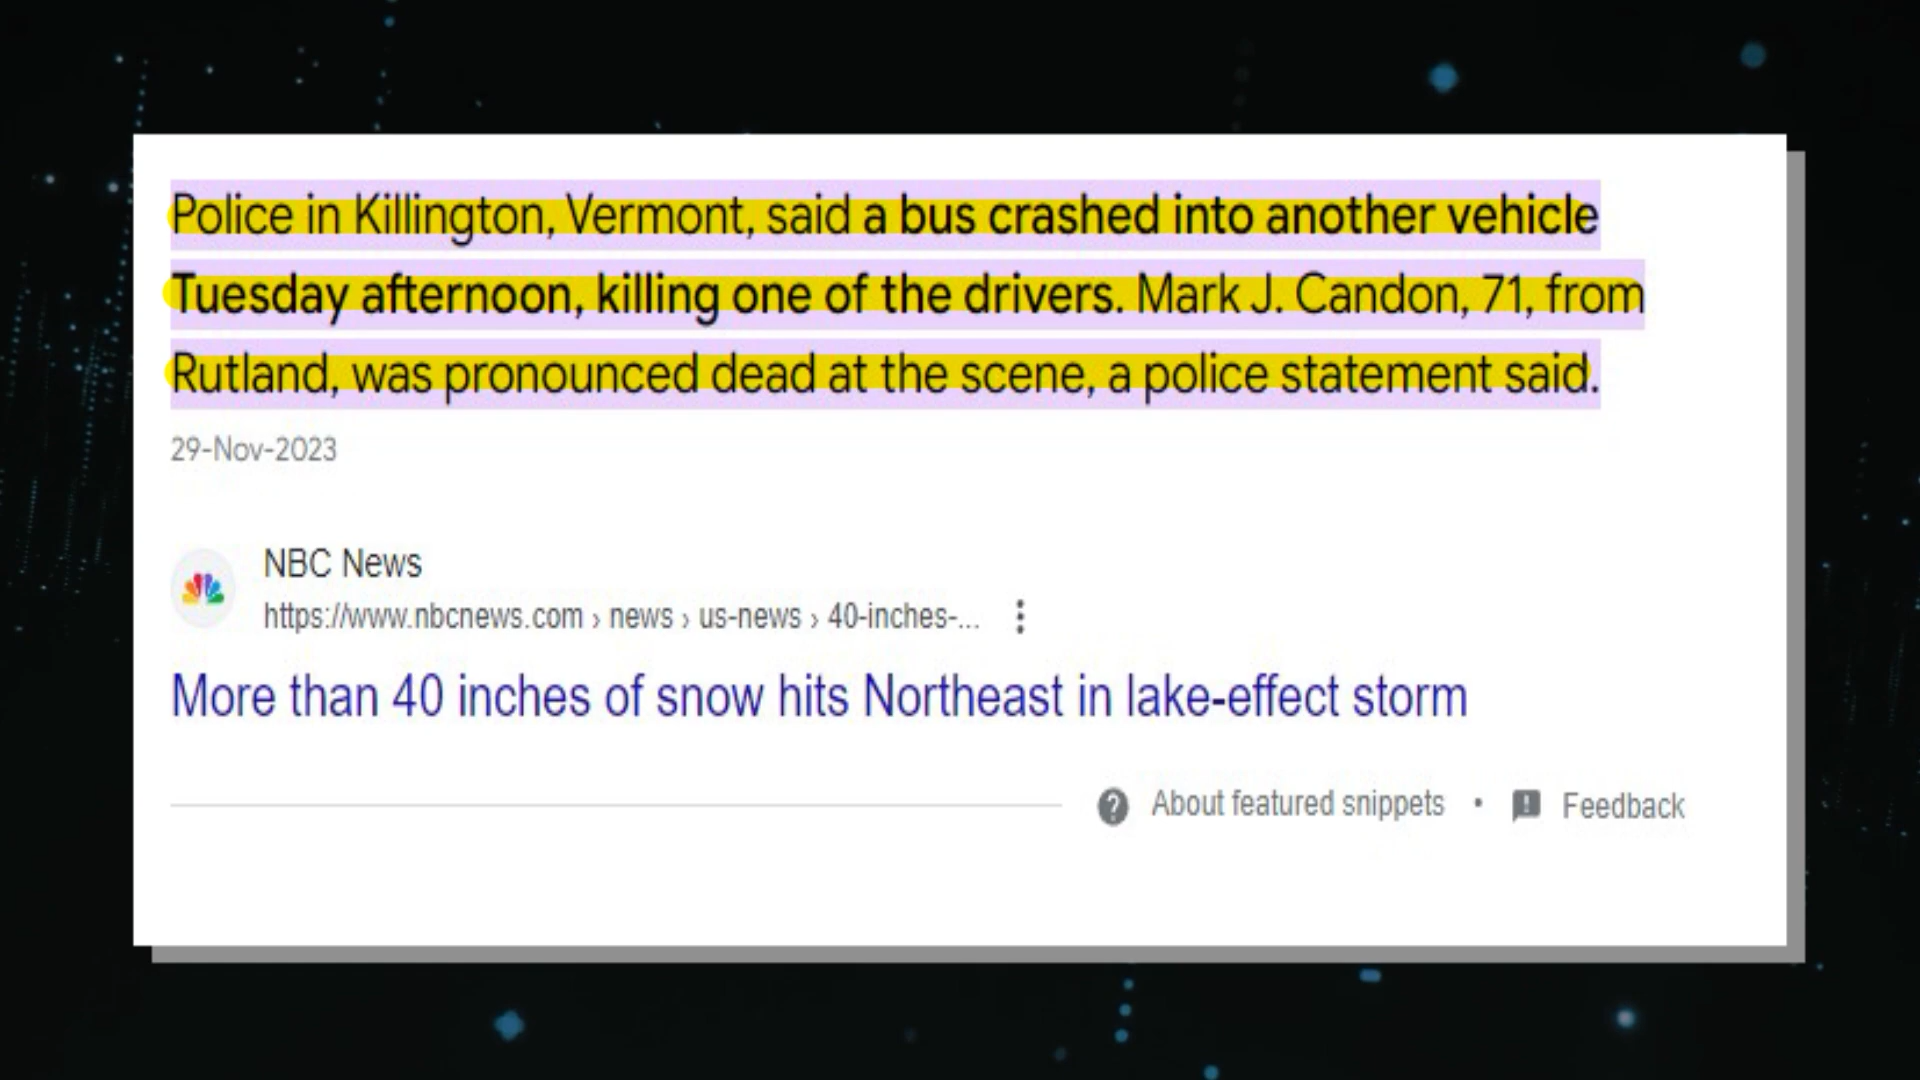 Police in Killington, Vermont, said a bus crashed into another vehicle
Tuesday afternoon, killing one of the drivers. Mark J. Candon, 71, from
Rutland, was pronounced dead at the scene, a police statement said.
29-Nov-2023
NBC News
https://www.nbcnews.com › news › us-news › 40-inches-...
More than 40 inches of snow hits Northeast in lake-effect storm
About featured snippets • Feedback